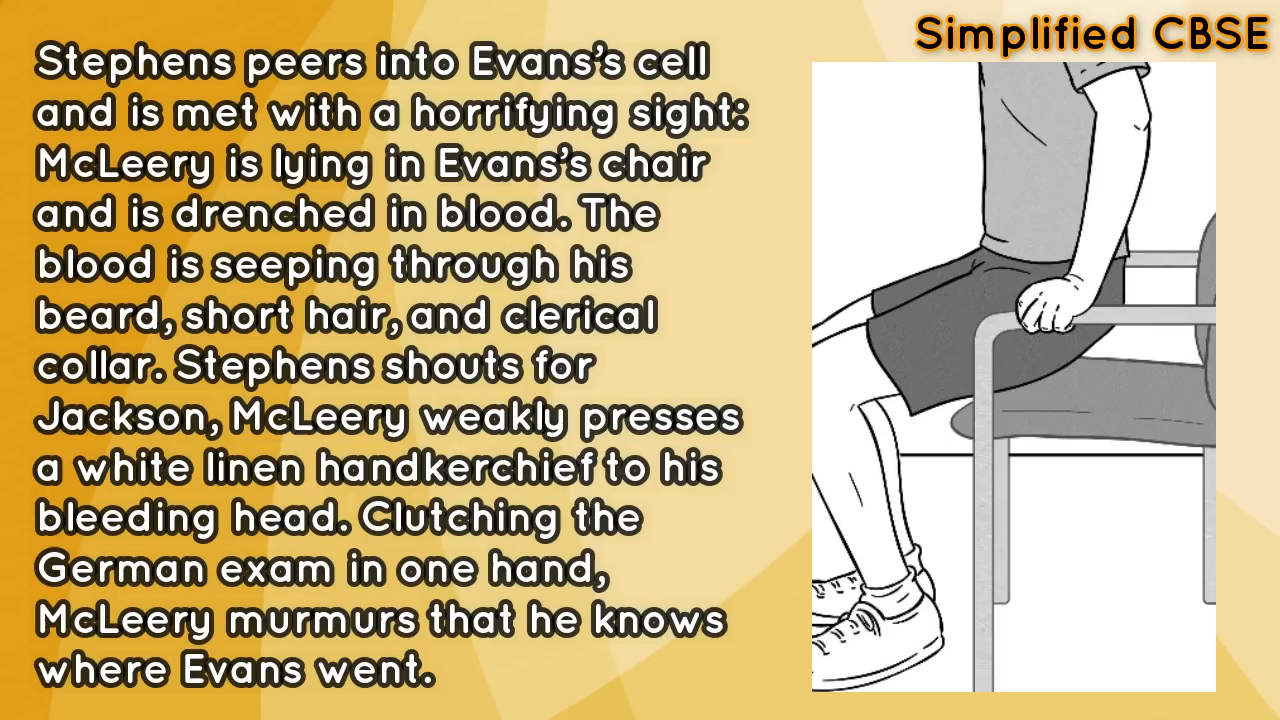 Simplified CBSE
Stephens peers into Evans’s cell
and is met with a horrifying sight:
McLeery is lying in Evans’s chair
and is drenched in blood. The
blood is seeping through his
beard, short hair, and clerical
collar. Stephens shouts for
Jackson, McLeery weakly presses
a white linen handkerchief to his
bleeding head. Clutching the
German exam in one hand,
McLeery murmurs that he knows
where Evans went.